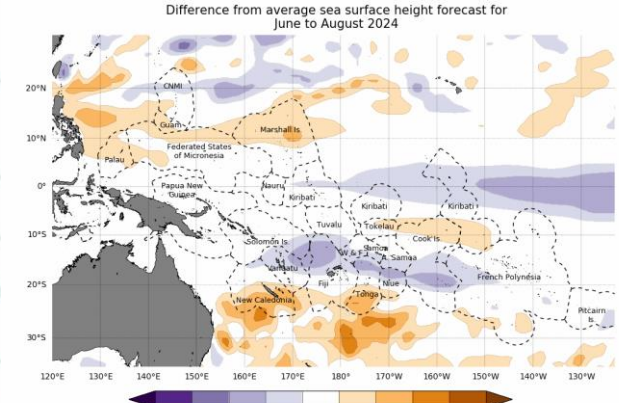 Difference from average sea surface height forecast for
June to August 2024
20°N
10°N
0°
10°S
20°S
30°S
CNMI
Guam
Marshall Is.
Federated States
of Micronesia
Palau
Papua New
Guinea
Nauru
Kiribati
Kiribati
Kiribati
Tuvalu
Tokelau
Solomon Is.
Cook Is.
Samoa
W & F
A. Samoa
Vanuatu
Fiji
Niue
French Polynesia
New Caledonia
Tonga
Pitcairn
Is.
120°E 130°E 140°E 150°E 160°E 170°E 180° 170°W 160°W 150°W 140°W 130°W